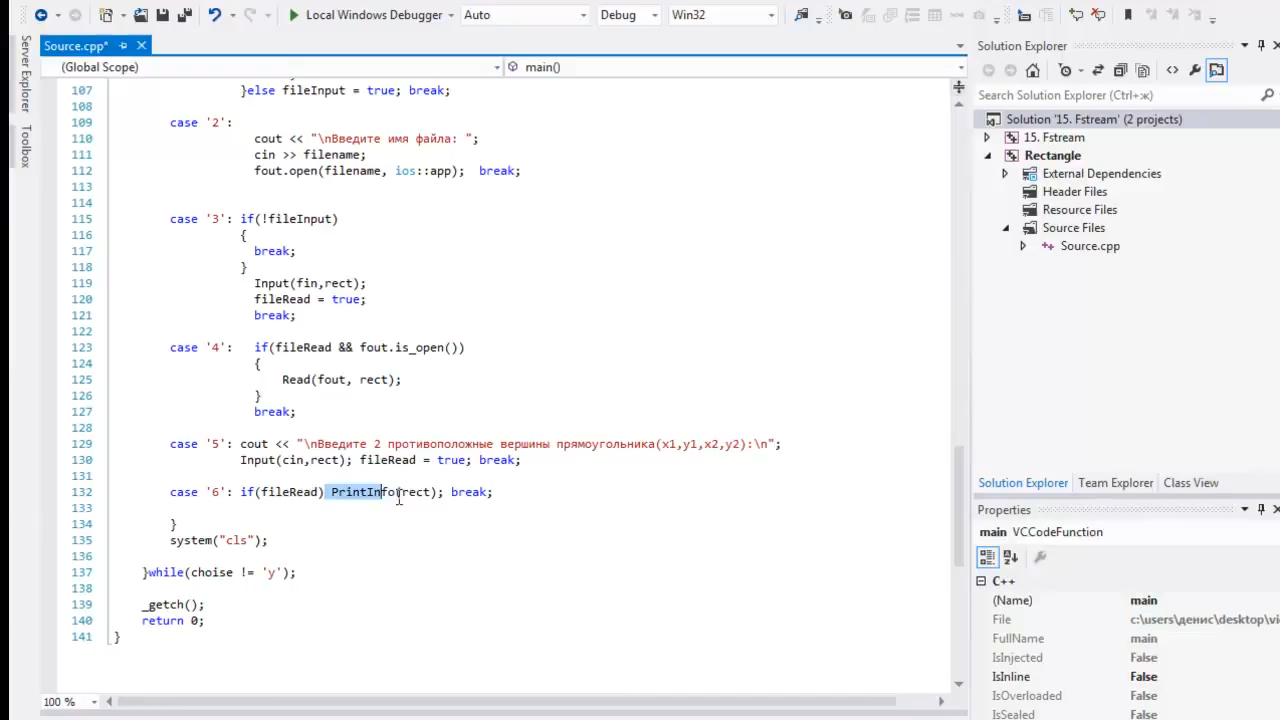 Local Windows Debugger Auto Debug Win32
Source.cpp*
(Global Scope) main()
Server Explorer
Toolbox
107 }else fileInput = true; break;
108
109 case '2':
110 cout << "\nВведите имя файла: ";
111 cin >> filename;
112 fout.open(filename, ios::app); break;
113
114
115 case '3': if(!fileInput)
116 {
117 break;
118 }
119 Input(fin,rect);
120 fileRead = true;
121 break;
122
123 case '4': if(fileRead && fout.is_open())
124 {
125 Read(fout, rect);
126 }
127 break;
128
129 case '5': cout << "\nВведите 2 противоположные вершины прямоугольника(x1,y1,x2,y2):\n";
130 Input(cin,rect); fileRead = true; break;
131
132 case '6': if(fileRead) PrintInfo(rect); break;
133
134 }
135 system("cls");
136
137 }while(choise != 'y');
138
139 _getch();
140 return 0;
141 }
100 %
Solution Explorer
Search Solution Explorer (Ctrl+ж)
Solution '15. Fstream' (2 projects)
15. Fstream
Rectangle
External Dependencies
Header Files
Resource Files
Source Files
Source.cpp
Solution Explorer Team Explorer Class View
Properties
main VCCodeFunction
C++
(Name) main
File c:\users\денис\desktop\vi
FullName main
IsInjected False
IsInline False
IsOverloaded False
IsSealed False